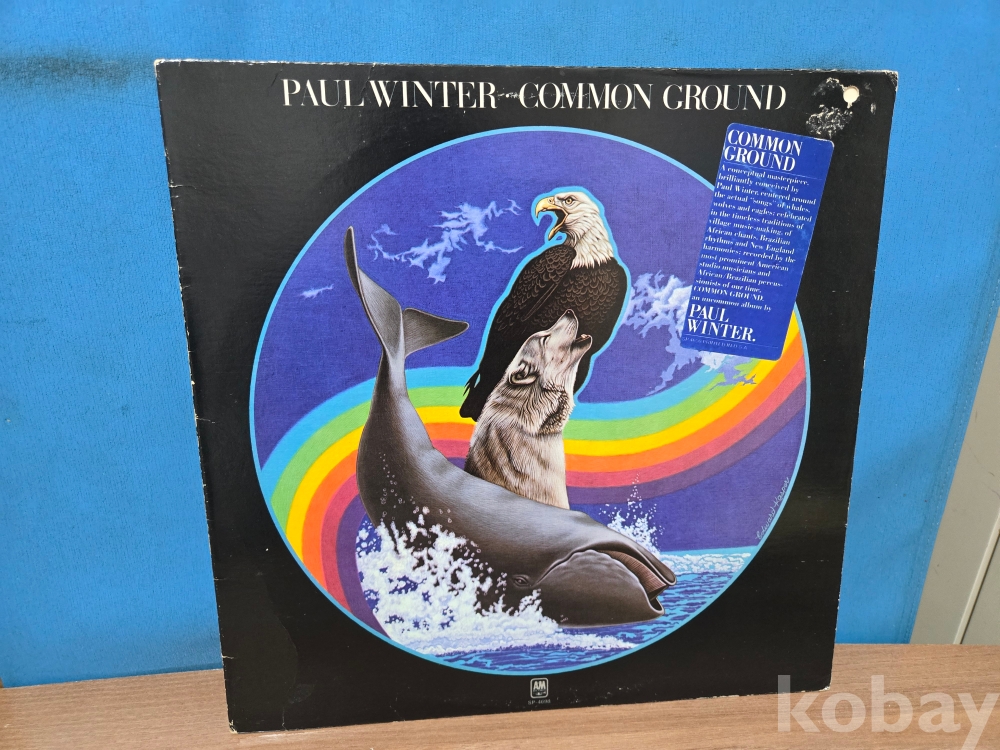 PAUL WINTER COMMON GROUND
COMMON
GROUND
A conceptual masterpiece,
brilliantly conceived by
Paul Winter, centered around
the actual "songs" of whales,
wolves and eagles; celebrated
in the timeless traditions of
village music-making, of
African chants, Brazilian
rhythms and New England
harmonies; recorded by the
most prominent American
studio musicians and
African/Brazilian percus-
sionists of our time.
COMMON GROUND,
an uncommon album by
PAUL
WINTER.
A&M
kobay